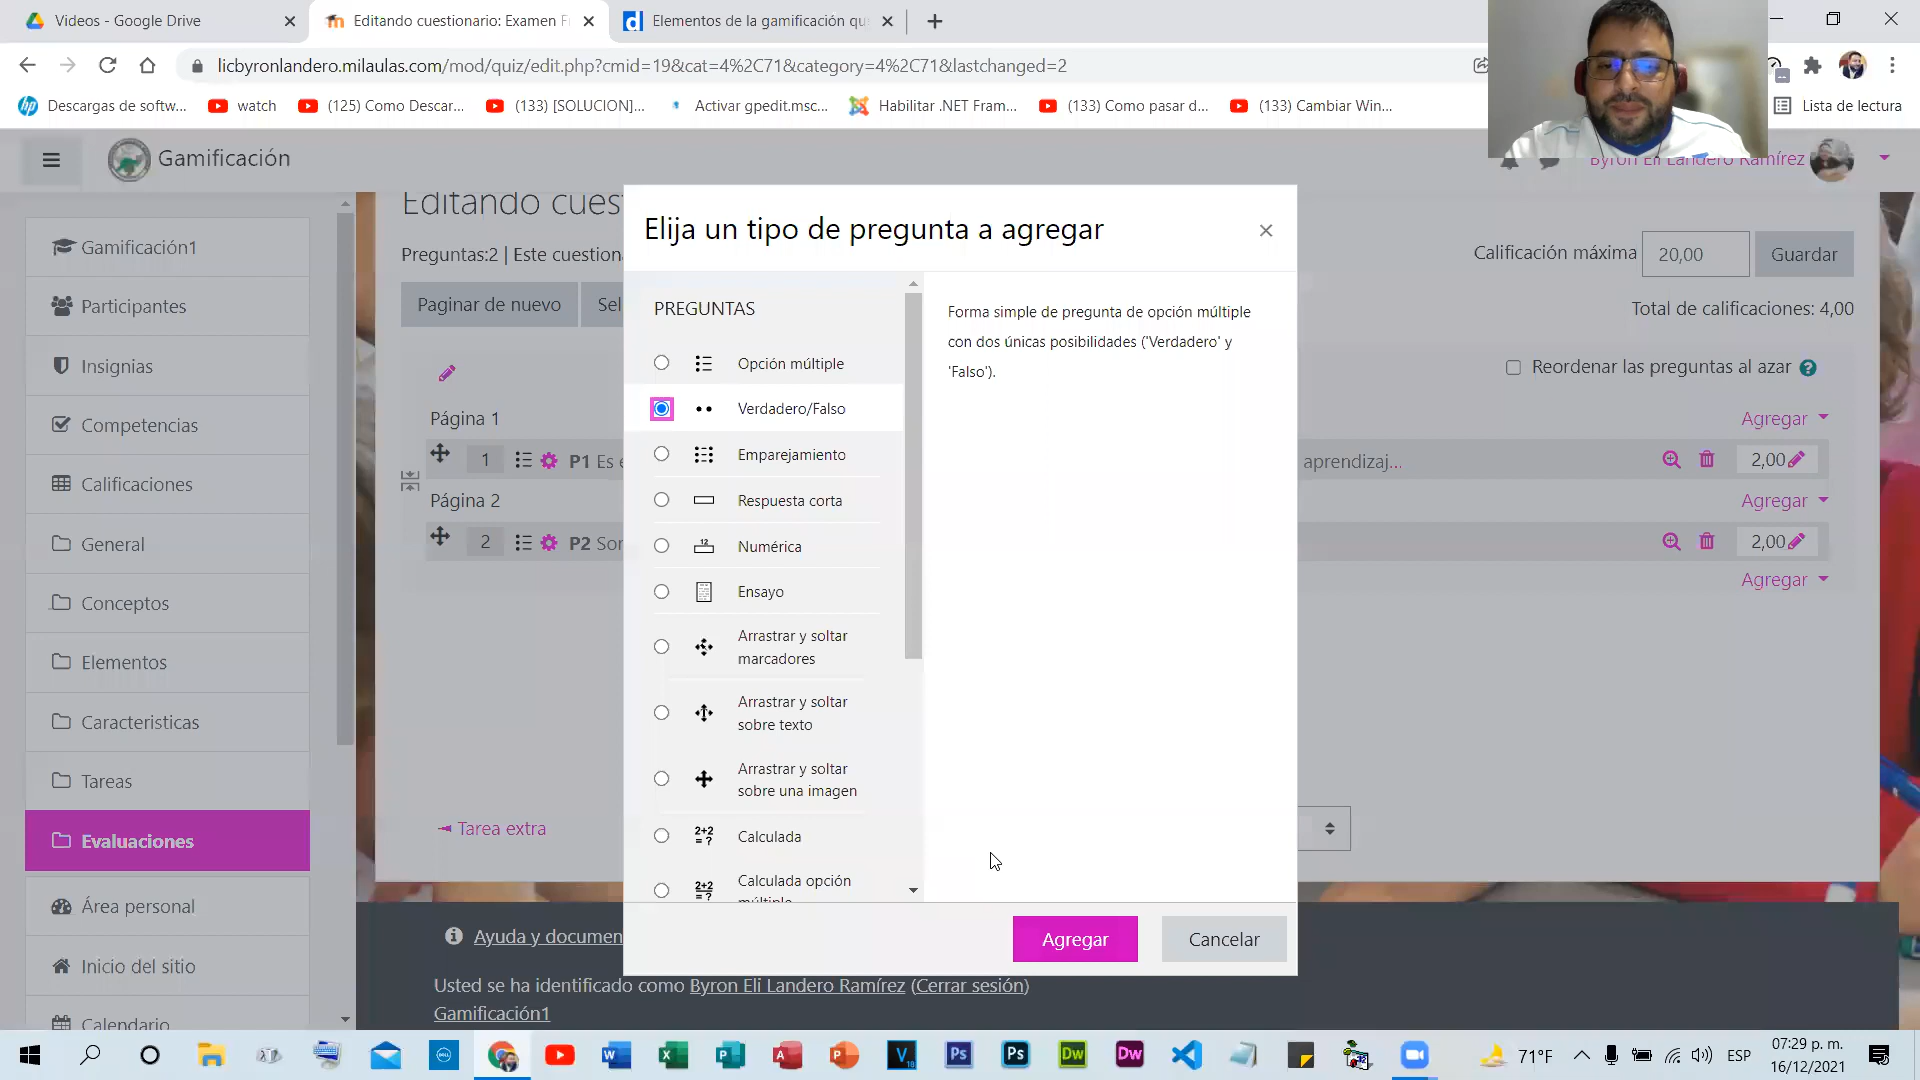 Videos - Google Drive
Editando cuestionario: Examen F
Elementos de la gamificación que
licbyronlandero.milaulas.com/mod/quiz/edit.php?cmid=19&cat=4%2C71&category=4%2C71&lastchanged=2
Descargas de softw...
watch
(125) Como Descar...
(133) [SOLUCION]...
Activar gpedit.msc...
Habilitar .NET Fram...
(133) Como pasar d...
(133) Cambiar Win...
Lista de lectura
Gamificación
Byron Eli Landero Ramírez
Editando cues
Elija un tipo de pregunta a agregar
Gamificación1
Preguntas:2 | Este cuestion
Calificación máxima
20,00
Guardar
Participantes
Paginar de nuevo
Sel
PREGUNTAS
Forma simple de pregunta de opción múltiple
con dos únicas posibilidades ('Verdadero' y
'Falso').
Total de calificaciones: 4,00
Insignias
Opción múltiple
Reordenar las preguntas al azar
Competencias
Página 1
Verdadero/Falso
Agregar
1
P1 Es e
Emparejamiento
aprendizaj...
2,00
Calificaciones
Página 2
Respuesta corta
Agregar
General
2
P2 Sor
Numérica
2,00
Agregar
Conceptos
Ensayo
Elementos
Arrastrar y soltar
marcadores
Caracteristicas
Arrastrar y soltar
sobre texto
Tareas
Arrastrar y soltar
sobre una imagen
Evaluaciones
Tarea extra
Calculada
Calculada opción
múltiple
Área personal
Ayuda y documen
Agregar
Cancelar
Inicio del sitio
Usted se ha identificado como Byron Eli Landero Ramírez (Cerrar sesión)
Gamificación1
Calendario
71°F
ESP
07:29 p. m.
16/12/2021